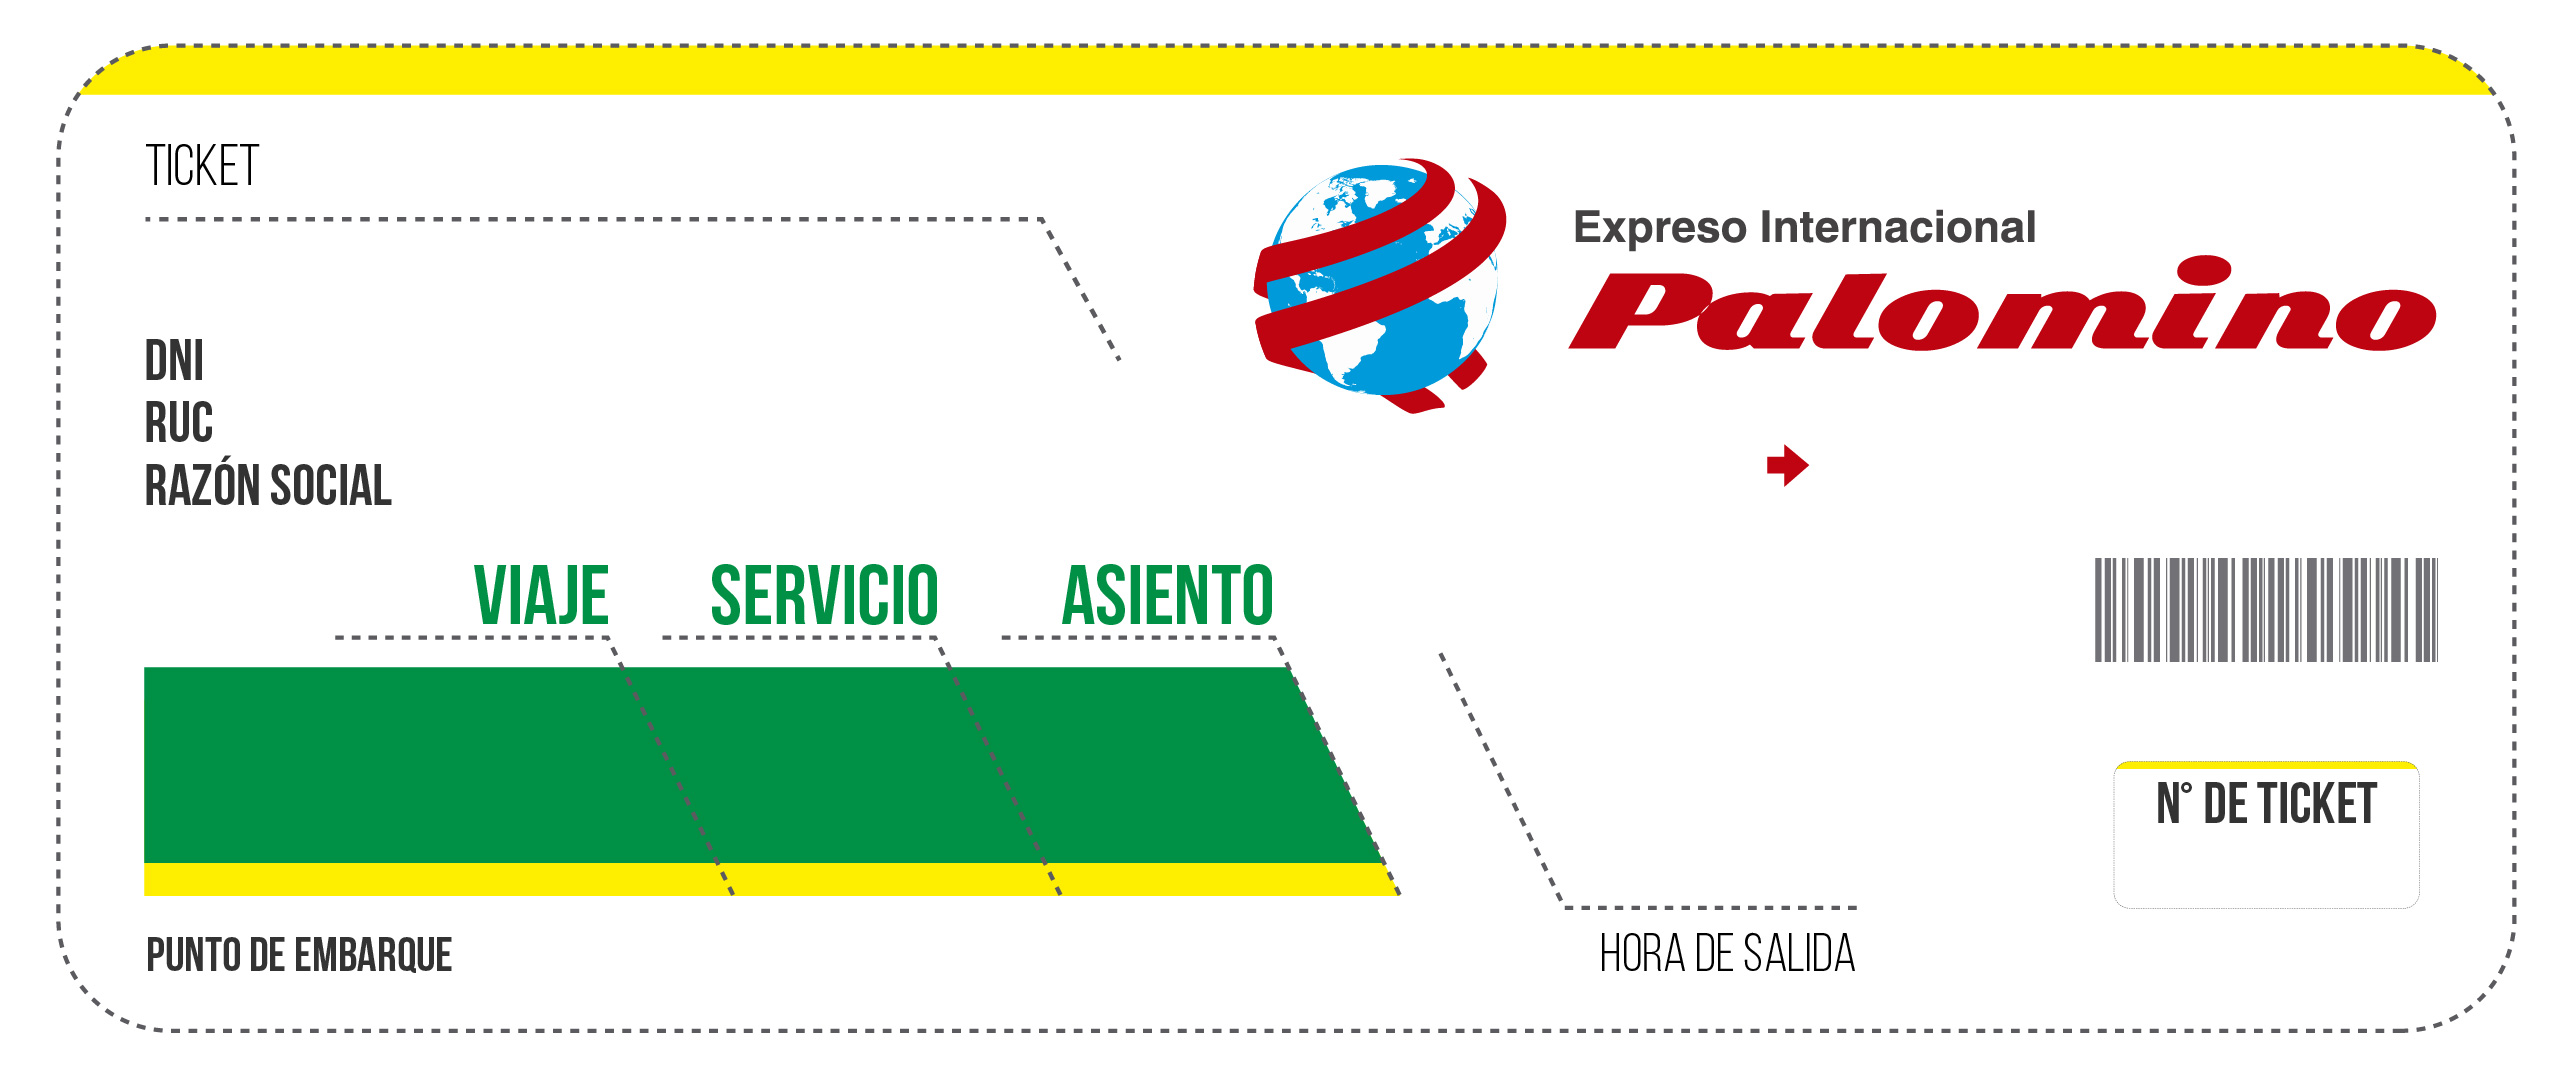 TICKET
Expreso Internacional
Palomino
DNI
RUC
RAZÓN SOCIAL
VIAJE SERVICIO ASIENTO
N° DE TICKET
PUNTO DE EMBARQUE
HORA DE SALIDA